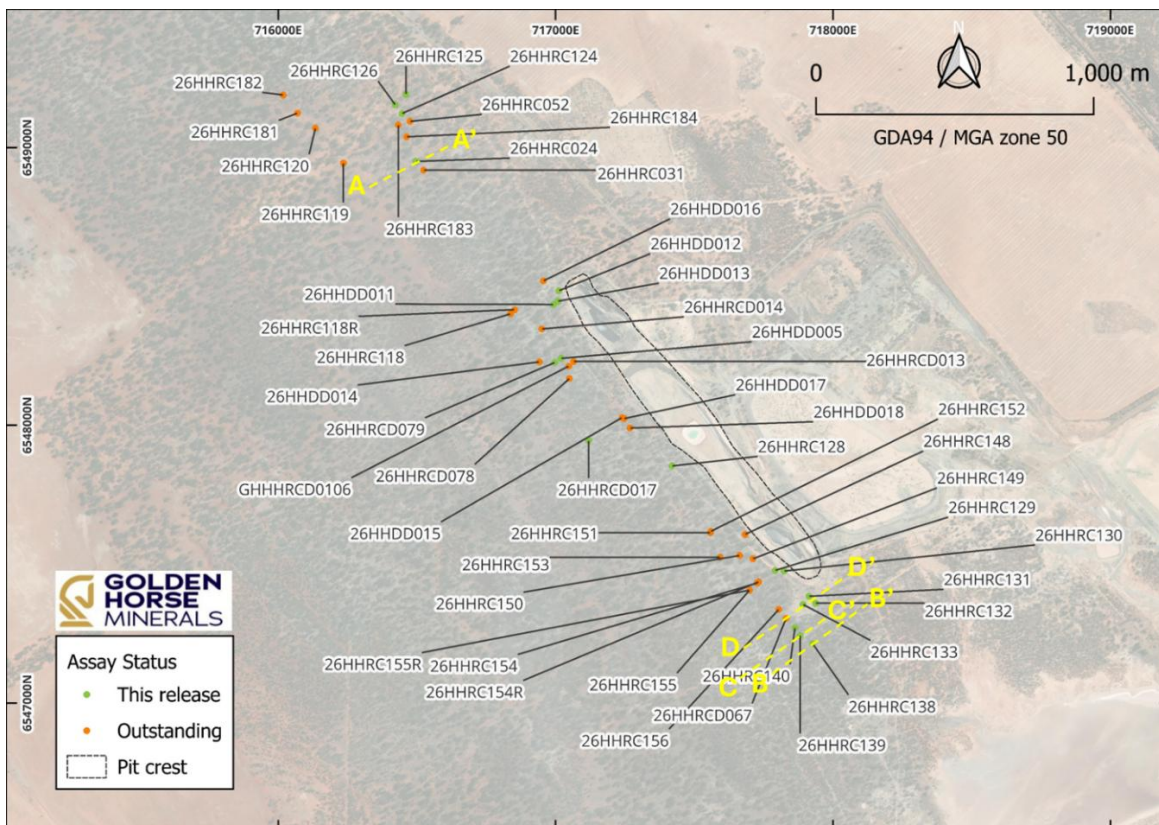 716000E
717000E
718000E
719000E
26HHRC125
26HHRC124
26HHRC126
26HHRC182
26HHRC052
26HHRC184
26HHRC181
A'
26HHRC024
26HHRC120
A
26HHRC031
26HHRC119
26HHRC183
N
0
1,000 m
GDA94 / MGA zone 50
6549000N
26HHDD016
26HHDD012
26HHDD013
26HHDD011
26HHRCD014
26HHRC118R
26HHDD005
26HHRC118
26HHRCD013
26HHDD014
26HHDD017
26HHDD018
26HHRC152
26HHRCD079
6548000N
26HHRC148
26HHRC128
26HHRCD078
GHHHRCD0106
26HHRCD017
26HHRC149
26HHDD015
26HHRC129
26HHRC151
26HHRC130
26HHRC153
D'
26HHRC131
B'
26HHRC150
C'
26HHRC132
26HHRC133
D
26HHRC155R
26HHRC154
26HHRC140
26HHRC154R
26HHRC155
C
B
26HHRC138
26HHRCD067
26HHRC156
26HHRC139
6547000N
GOLDEN
HORSE
MINERALS
Assay Status
This release
Outstanding
Pit crest